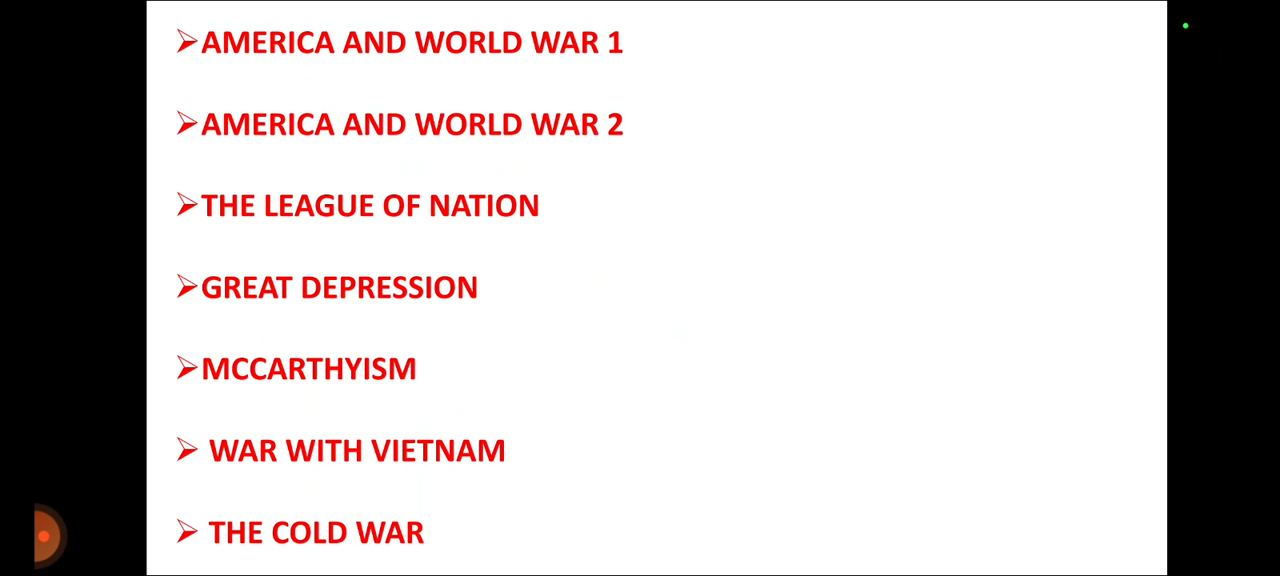 ➢AMERICA AND WORLD WAR 1
➢AMERICA AND WORLD WAR 2
➢THE LEAGUE OF NATION
➢GREAT DEPRESSION
➢MCCARTHYISM
➢ WAR WITH VIETNAM
➢ THE COLD WAR